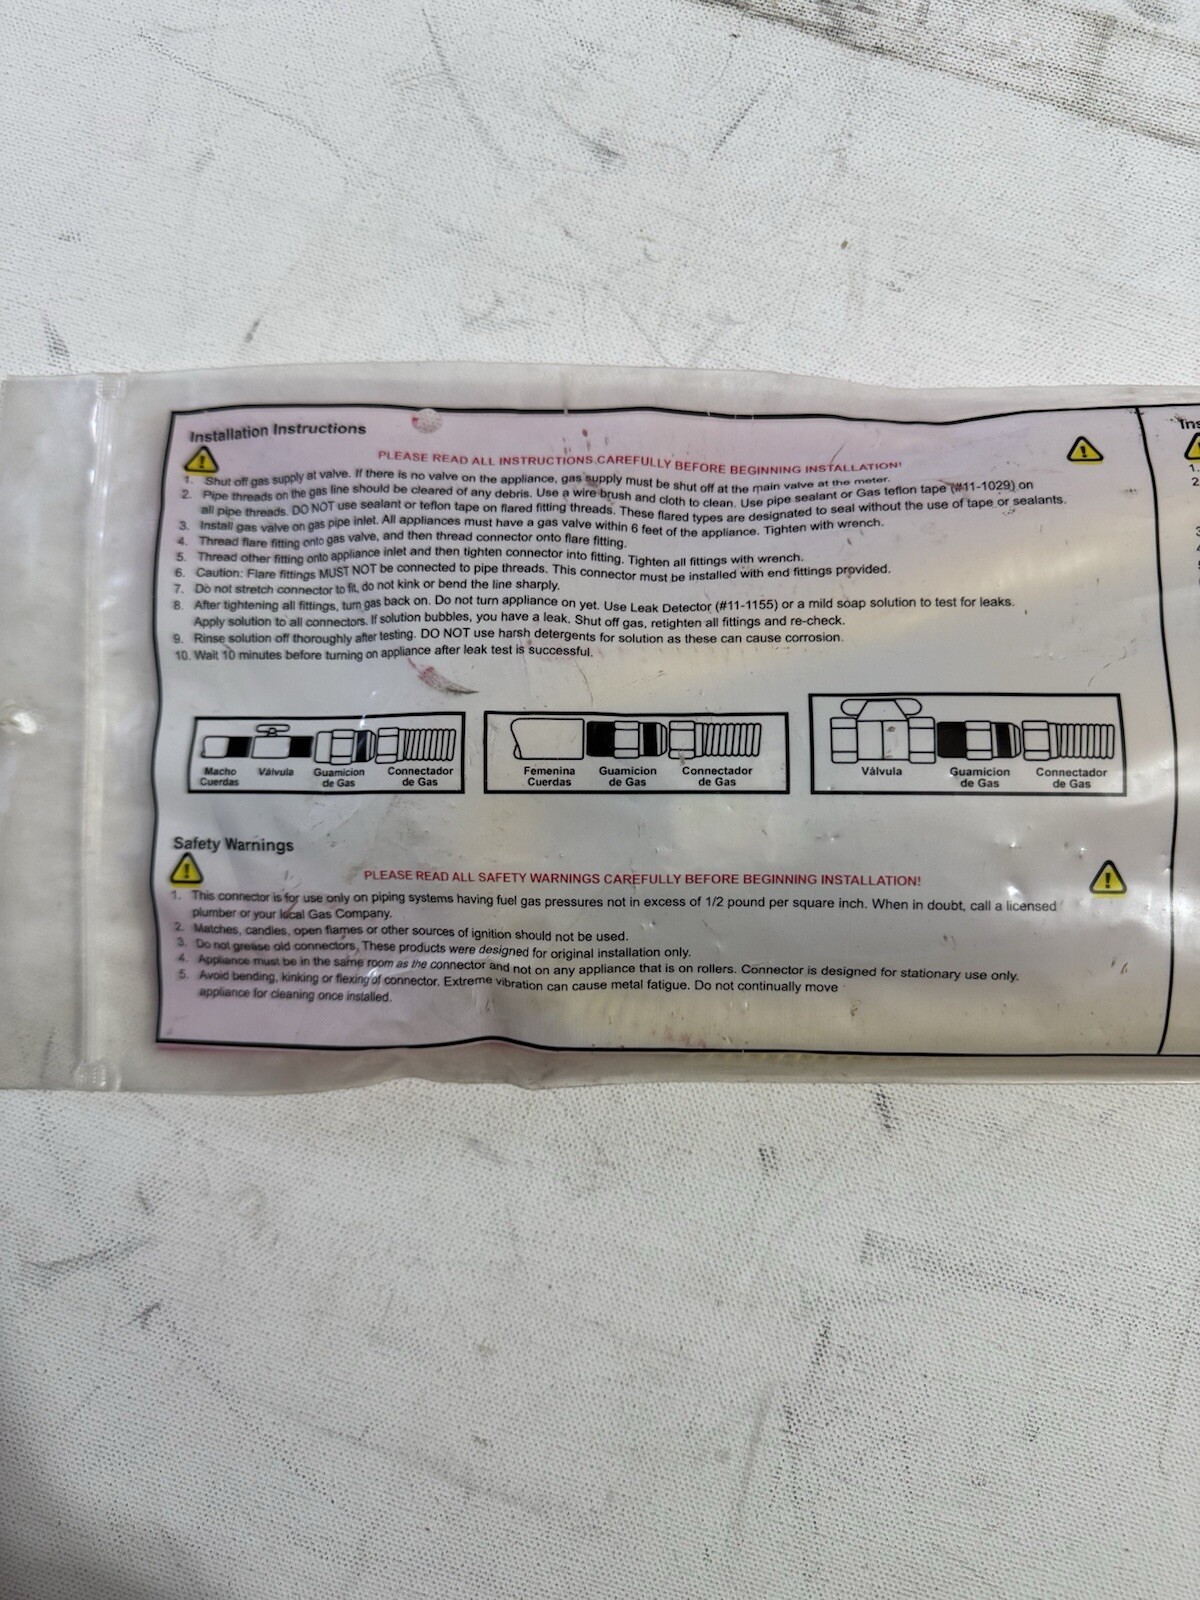 Installation Instructions
PLEASE READ ALL INSTRUCTIONS CAREFULLY BEFORE BEGINNING INSTALLATION!
1. Shut off gas supply at valve. If there is no valve on the appliance, gas supply must be shut off at the main valve at the meter.
2. Pipe threads on the gas line should be cleared of any debris. Use a wire brush and cloth to clean. Use pipe sealant or Gas teflon tape (#11-1029) on
all pipe threads. DO NOT use sealant or teflon tape on flared fitting threads. These flared types are designated to seal without the use of tape or sealants.
3. Install gas valve on gas pipe inlet. All appliances must have a gas valve within 6 feet of the appliance. Tighten with wrench.
4. Thread flare fitting onto gas valve, and then thread connector onto flare fitting.
5. Thread other fitting onto appliance inlet and then tighten connector into fitting. Tighten all fittings with wrench.
6. Caution: Flare fittings MUST NOT be connected to pipe threads. This connector must be installed with end fittings provided.
7. Do not stretch connector to fit, do not kink or bend the line sharply.
8. After tightening all fittings, turn gas back on. Do not turn appliance on yet. Use Leak Detector (#11-1155) or a mild soap solution to test for leaks.
Apply solution to all connectors. If solution bubbles, you have a leak. Shut off gas, retighten all fittings and re-check.
9. Rinse solution off thoroughly after testing. DO NOT use harsh detergents for solution as these can cause corrosion.
10. Wait 10 minutes before turning on appliance after leak test is successful.
Macho Cuerdas Válvula Guarnicion de Gas Connectador de Gas
Femenina Cuerdas Guarnicion de Gas Connectador de Gas
Válvula Guarnicion de Gas Connectador de Gas
Safety Warnings
PLEASE READ ALL SAFETY WARNINGS CAREFULLY BEFORE BEGINNING INSTALLATION!
1. This connector is for use only on piping systems having fuel gas pressures not in excess of 1/2 pound per square inch. When in doubt, call a licensed
plumber or your local Gas Company.
2. Matches, candles, open flames or other sources of ignition should not be used.
3. Do not grease old connectors, These products were designed for original installation only.
4. Appliance must be in the same room as the connector and not on any appliance that is on rollers. Connector is designed for stationary use only.
5. Avoid bending, kinking or flexing of connector. Extreme vibration can cause metal fatigue. Do not continually move
appliance for cleaning once installed.
Ins
1.
2